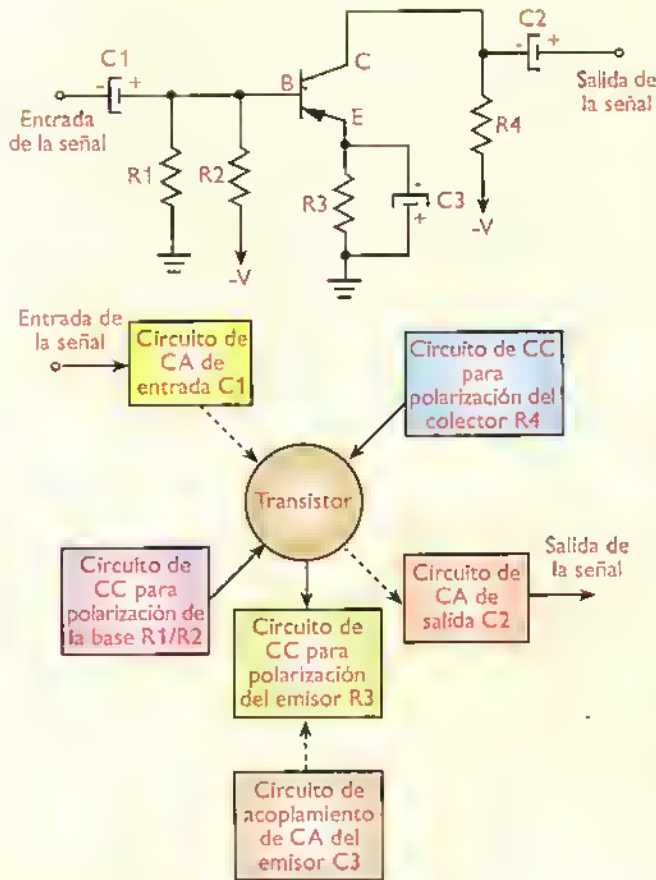 C1
- +
Entrada
de la señal
R1
R2
-V
B
C
E
R3
-
+
C3
C2
- +
Salida de
la señal
R4
-V
Entrada de
la señal
Circuito de
CA de
entrada C1
Circuito de CC
para
polarización del
colector R4
Transistor
Circuito de
CC para
polarización de
la base R1/R2
Circuito de
CC para
polarización
del emisor R3
Circuito de
CA de
salida C2
Salida de
la señal
Circuito de
acoplamiento
de CA del
emisor C3